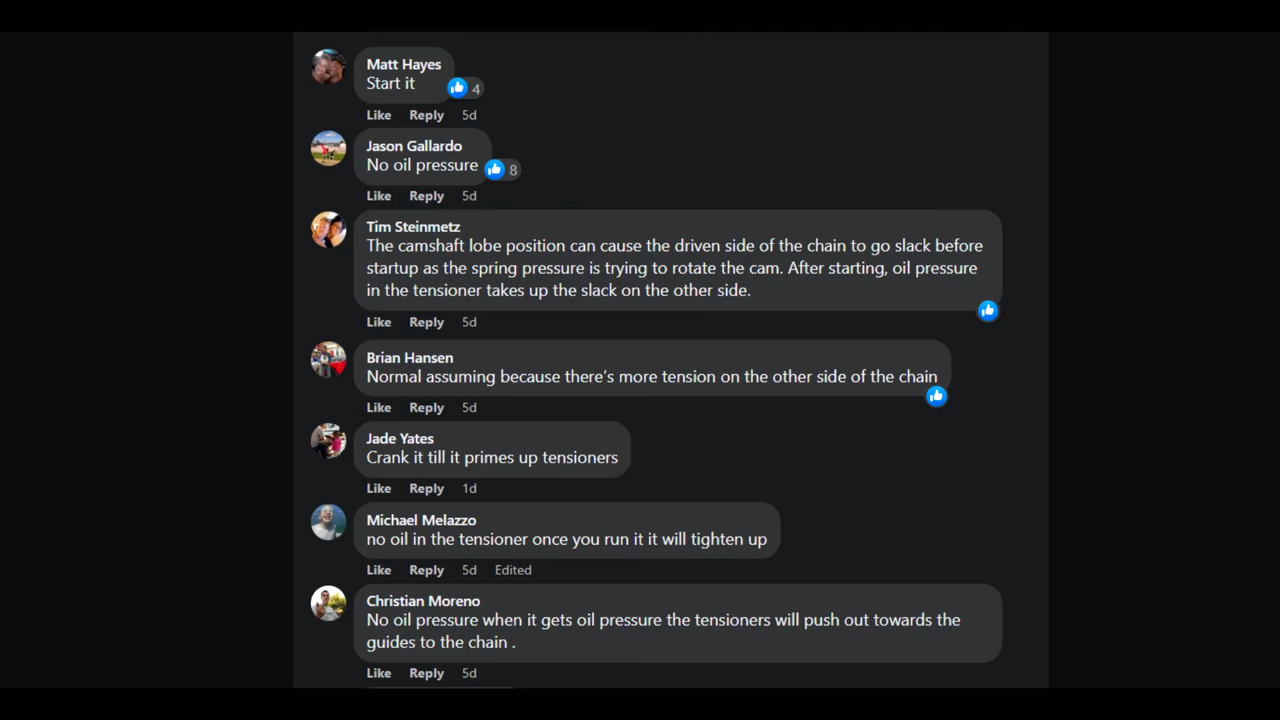 Matt Hayes
Start it
4
Like Reply 5d
Jason Gallardo
No oil pressure
8
Like Reply 5d
Tim Steinmetz
The camshaft lobe position can cause the driven side of the chain to go slack before
startup as the spring pressure is trying to rotate the cam. After starting, oil pressure
in the tensioner takes up the slack on the other side.
Like Reply 5d
Brian Hansen
Normal assuming because there's more tension on the other side of the chain
Like Reply 5d
Jade Yates
Crank it till it primes up tensioners
Like Reply 1d
Michael Melazzo
no oil in the tensioner once you run it it will tighten up
Like Reply 5d Edited
Christian Moreno
No oil pressure when it gets oil pressure the tensioners will push out towards the
guides to the chain .
Like Reply 5d